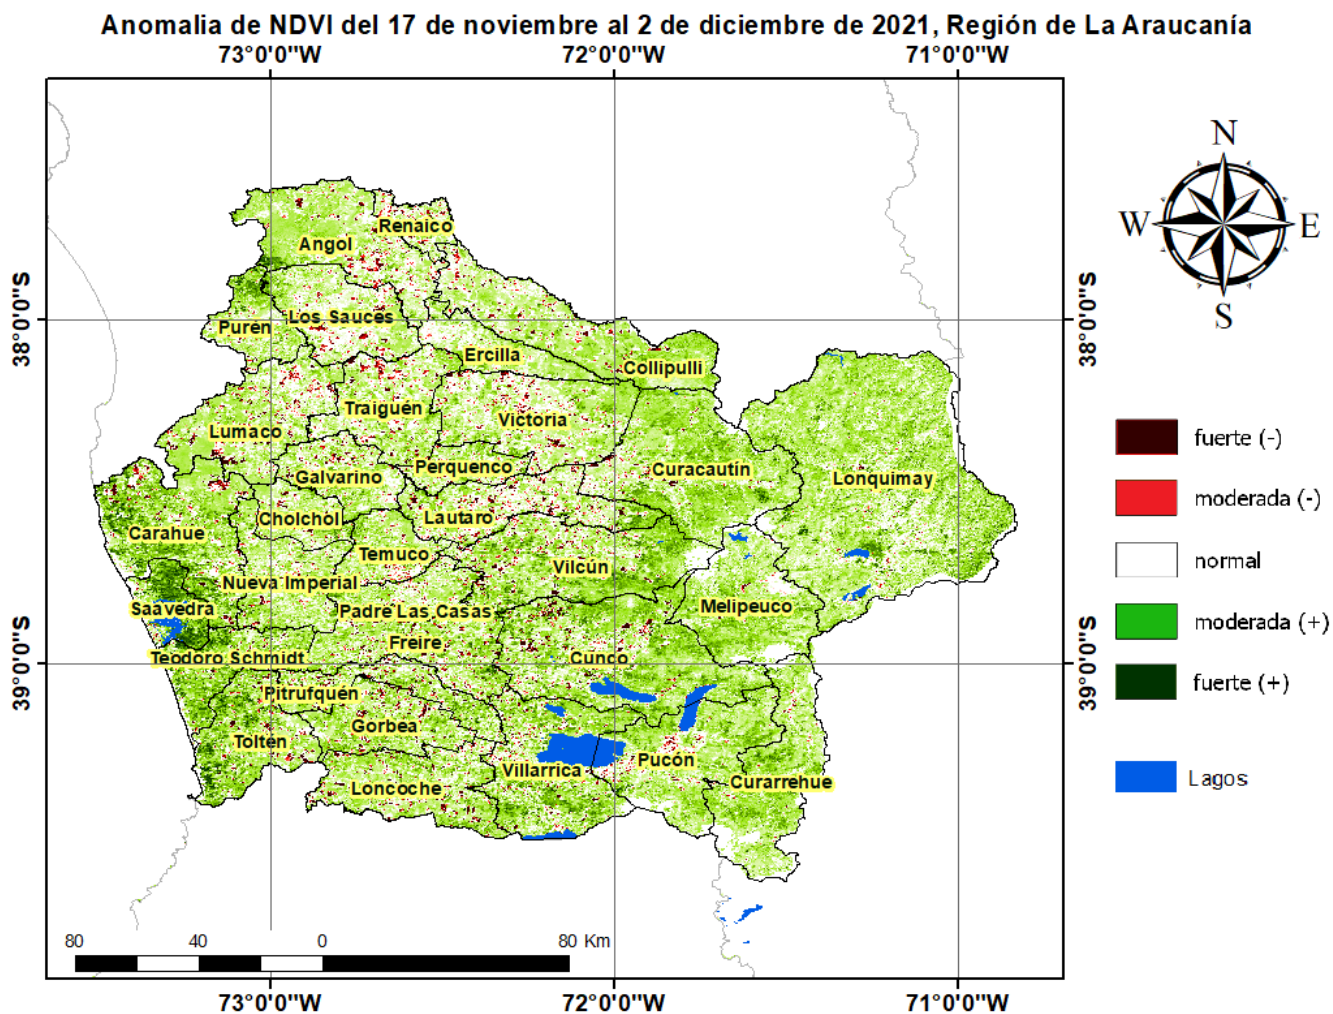 Anomalia de NDVI del 17 de noviembre al 2 de diciembre de 2021, Región de La Araucanía
73°0'0"W 72°0'0"W 71°0'0"W
N
W E
S
38°0'0"S 38°0'0"S
39°0'0"S 39°0'0"S
Renaico
Angol
Los Sauces
Purén
Ercilla
Collipulli
Traiguén
Victoria
Lumaco
Perquenco
Curacautín
Galvarino
Lonquimay
Cholchol
Lautaro
Carahue
Temuco
Vilcún
Nueva Imperial
Saavedra
Padre Las Casas
Melipeuco
Freire
Teodoro Schmidt
Cunco
Pitrufquén
Gorbea
Toltén
Pucón
Villarrica
Curarrehue
Loncoche
fuerte (-)
moderada (-)
normal
moderada (+)
fuerte (+)
Lagos
80 40 0 80 Km
73°0'0"W 72°0'0"W 71°0'0"W